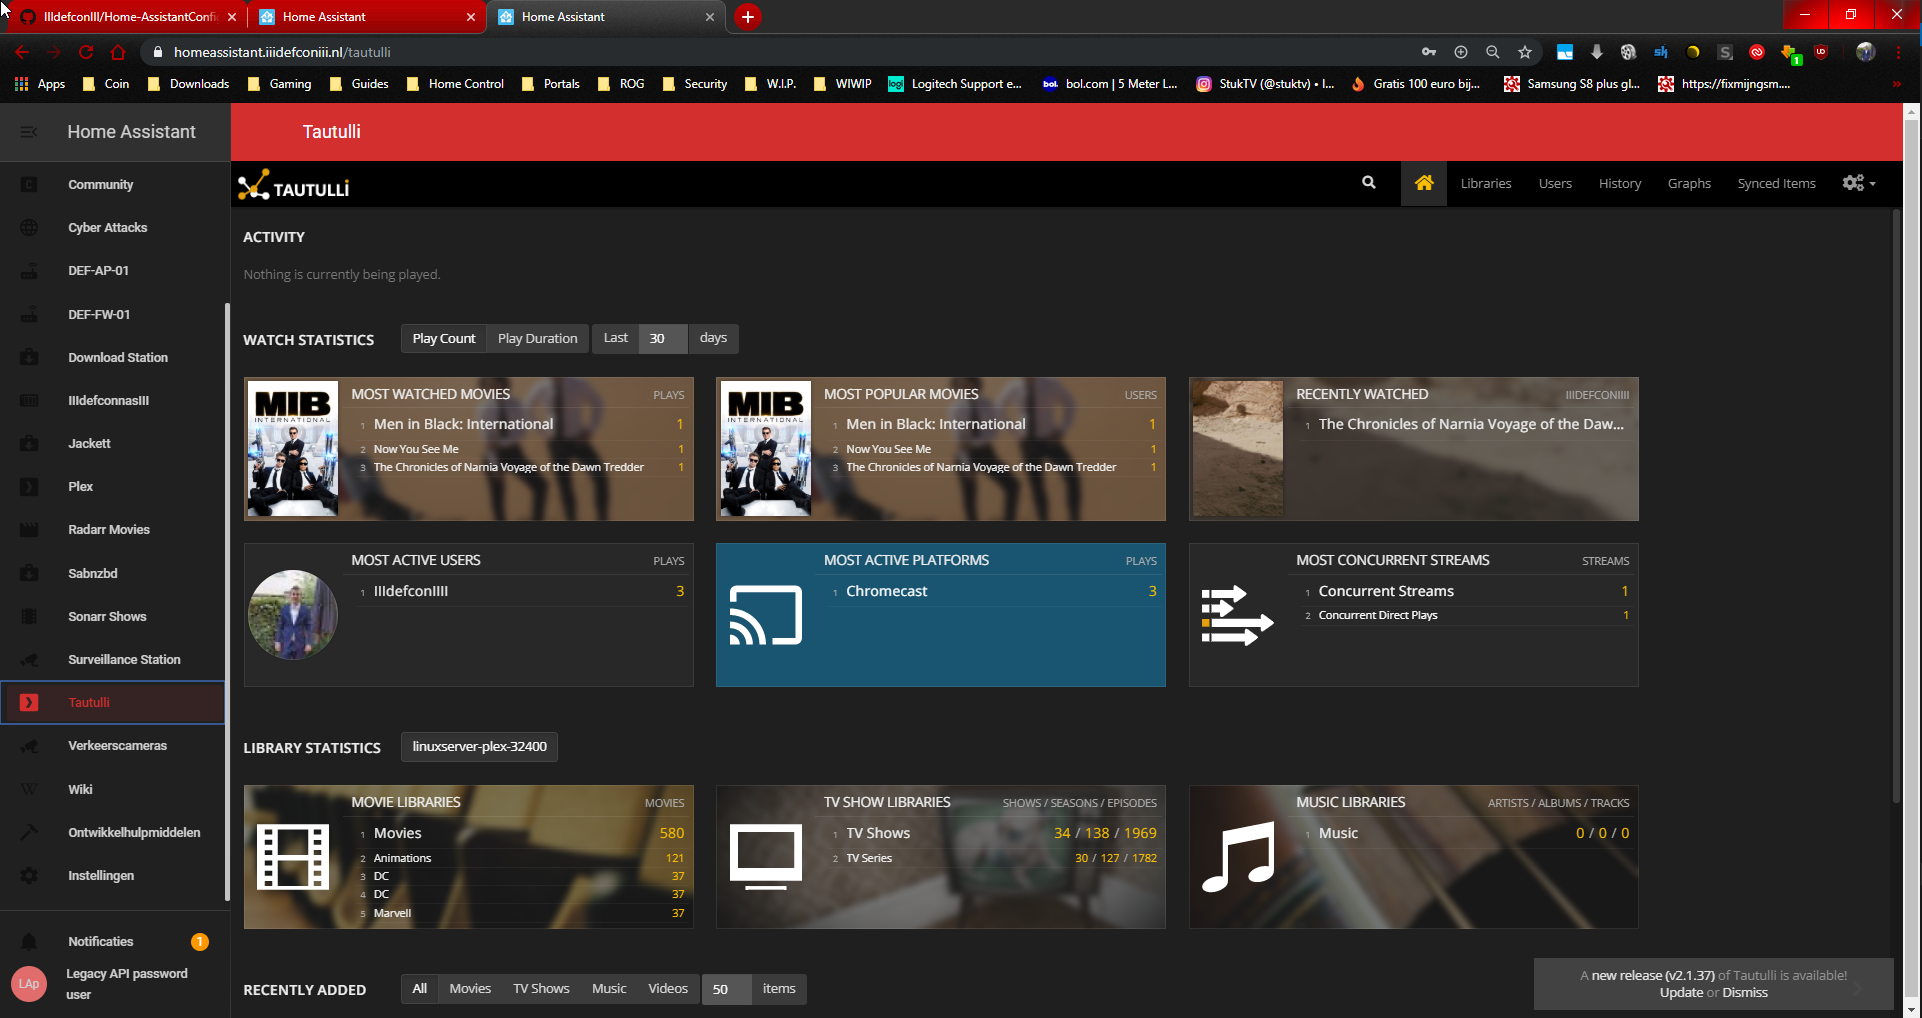 IIIdefconIII/Home-AssistantConfi
Home Assistant
Home Assistant
homeassistant.iiidefconiii.nl/tautulli
Apps
Coin
Downloads
Gaming
Guides
Home Control
Portals
ROG
Security
W.I.P.
WIWIP
Logitech Support e...
bol.com | 5 Meter L...
StukTV (@stuktv) • I...
Gratis 100 euro bij...
Samsung S8 plus gl...
https://fixmijngsm....
Home Assistant
Community
Cyber Attacks
DEF-AP-01
DEF-FW-01
Download Station
IIIdefconnasIII
Jackett
Plex
Radarr Movies
Sabnzbd
Sonarr Shows
Surveillance Station
Tautulli
Verkeerscameras
Wiki
Ontwikkelhulpmiddelen
Instellingen
Notificaties
1
LAp
Legacy API password
user
Tautulli
TAUTULLI
Libraries
Users
History
Graphs
Synced Items
ACTIVITY
Nothing is currently being played.
WATCH STATISTICS
Play Count
Play Duration
Last
30
days
MIB
INTERNATIONAL
MOST WATCHED MOVIES PLAYS
1 Men in Black: International 1
2 Now You See Me 1
3 The Chronicles of Narnia Voyage of the Dawn Tredder 1
MIB
INTERNATIONAL
MOST POPULAR MOVIES USERS
1 Men in Black: International 1
2 Now You See Me 1
3 The Chronicles of Narnia Voyage of the Dawn Tredder 1
RECENTLY WATCHED IIIDEFCONIIII
1 The Chronicles of Narnia Voyage of the Daw...
MOST ACTIVE USERS PLAYS
1 IIIdefconIIII 3
MOST ACTIVE PLATFORMS PLAYS
1 Chromecast 3
MOST CONCURRENT STREAMS STREAMS
1 Concurrent Streams 1
2 Concurrent Direct Plays 1
LIBRARY STATISTICS
linuxserver-plex-32400
MOVIE LIBRARIES MOVIES
1 Movies 580
2 Animations 121
3 DC 37
4 DC 37
5 Marvell 37
TV SHOW LIBRARIES SHOWS / SEASONS / EPISODES
1 TV Shows 34 / 138 / 1969
2 TV Series 30 / 127 / 1782
MUSIC LIBRARIES ARTISTS / ALBUMS / TRACKS
1 Music 0 / 0 / 0
RECENTLY ADDED
All
Movies
TV Shows
Music
Videos
50
items
A new release (v2.1.37) of Tautulli is available!
Update or Dismiss